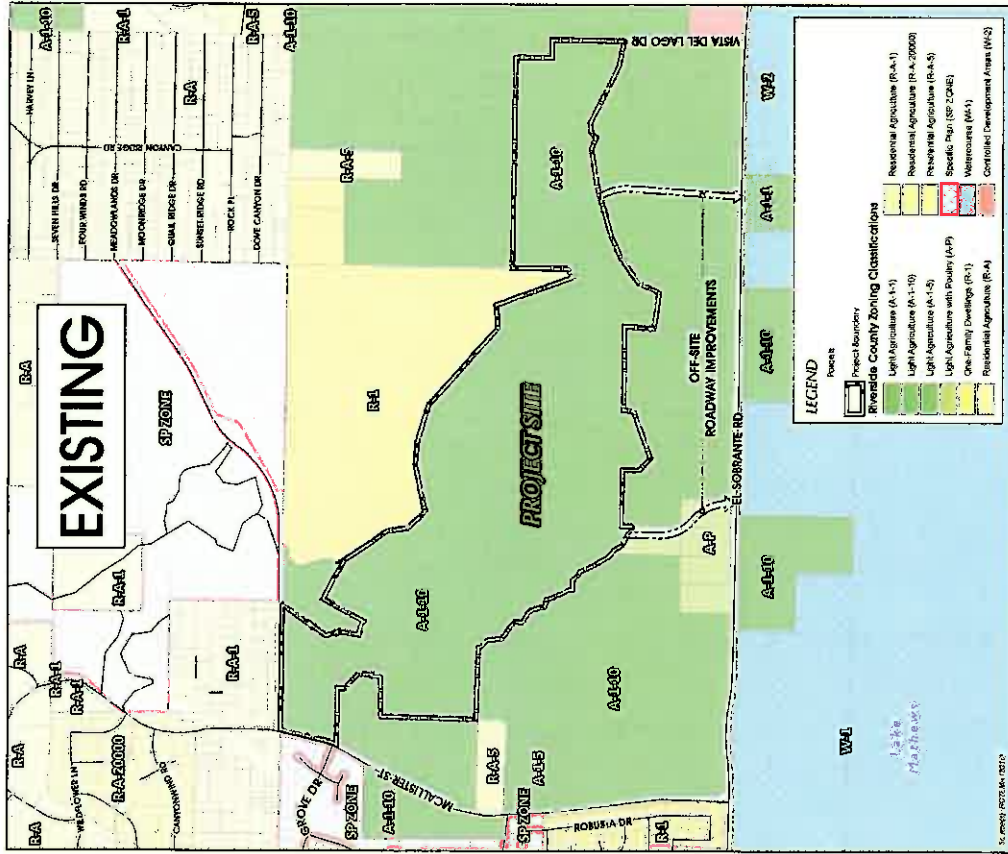 EXISTING
R-A
R-A
R-A-1
R-A-1
R-A
R-A-20000
WILDFLOWER LN
CANYONWIND RD
R-A-1
R-A-1
SP ZONE
R-A
A-1-10
R-A-1
R-A-5
A-1-10
HARVEY LN
SEVEN HILLS DR
FOUR WINDS RD
MEADOWLANDS DR
MOONRIDGE DR
QUAIL RIDGE DR
SUNSET RIDGE RD
ROCK PL
DOVE CANYON DR
CANYON RIDGE RD
R-A
GROVE DR
SP ZONE
A-1-10
MCALLISTER ST
R-A-5
A-1-5
SP ZONE
ROBUSTA DR
R-1
A-1-10
R-1
R-A-5
A-1-10
PROJECT SITE
A-1-10
A-P
OFF-SITE
ROADWAY IMPROVEMENTS
EL SOBRANTE RD
VISTA DEL LAGO DR
A-1-10
A-1-10
A-1-1
W-2
W-1
Lake
Mathews
LEGEND
Parcels
Project Boundary
Riverside County Zoning Classifications
Light Agriculture (A-1-1)
Light Agriculture (A-1-10)
Light Agriculture (A-1-5)
Light Agriculture with Poultry (A-P)
One-Family Dwellings (R-1)
Residential Agriculture (R-A)
Residential Agriculture (R-A-1)
Residential Agriculture (R-A-20000)
Residential Agriculture (R-A-5)
Specific Plan (SP ZONE)
Watercourse (W-1)
Controlled Development Areas (W-2)